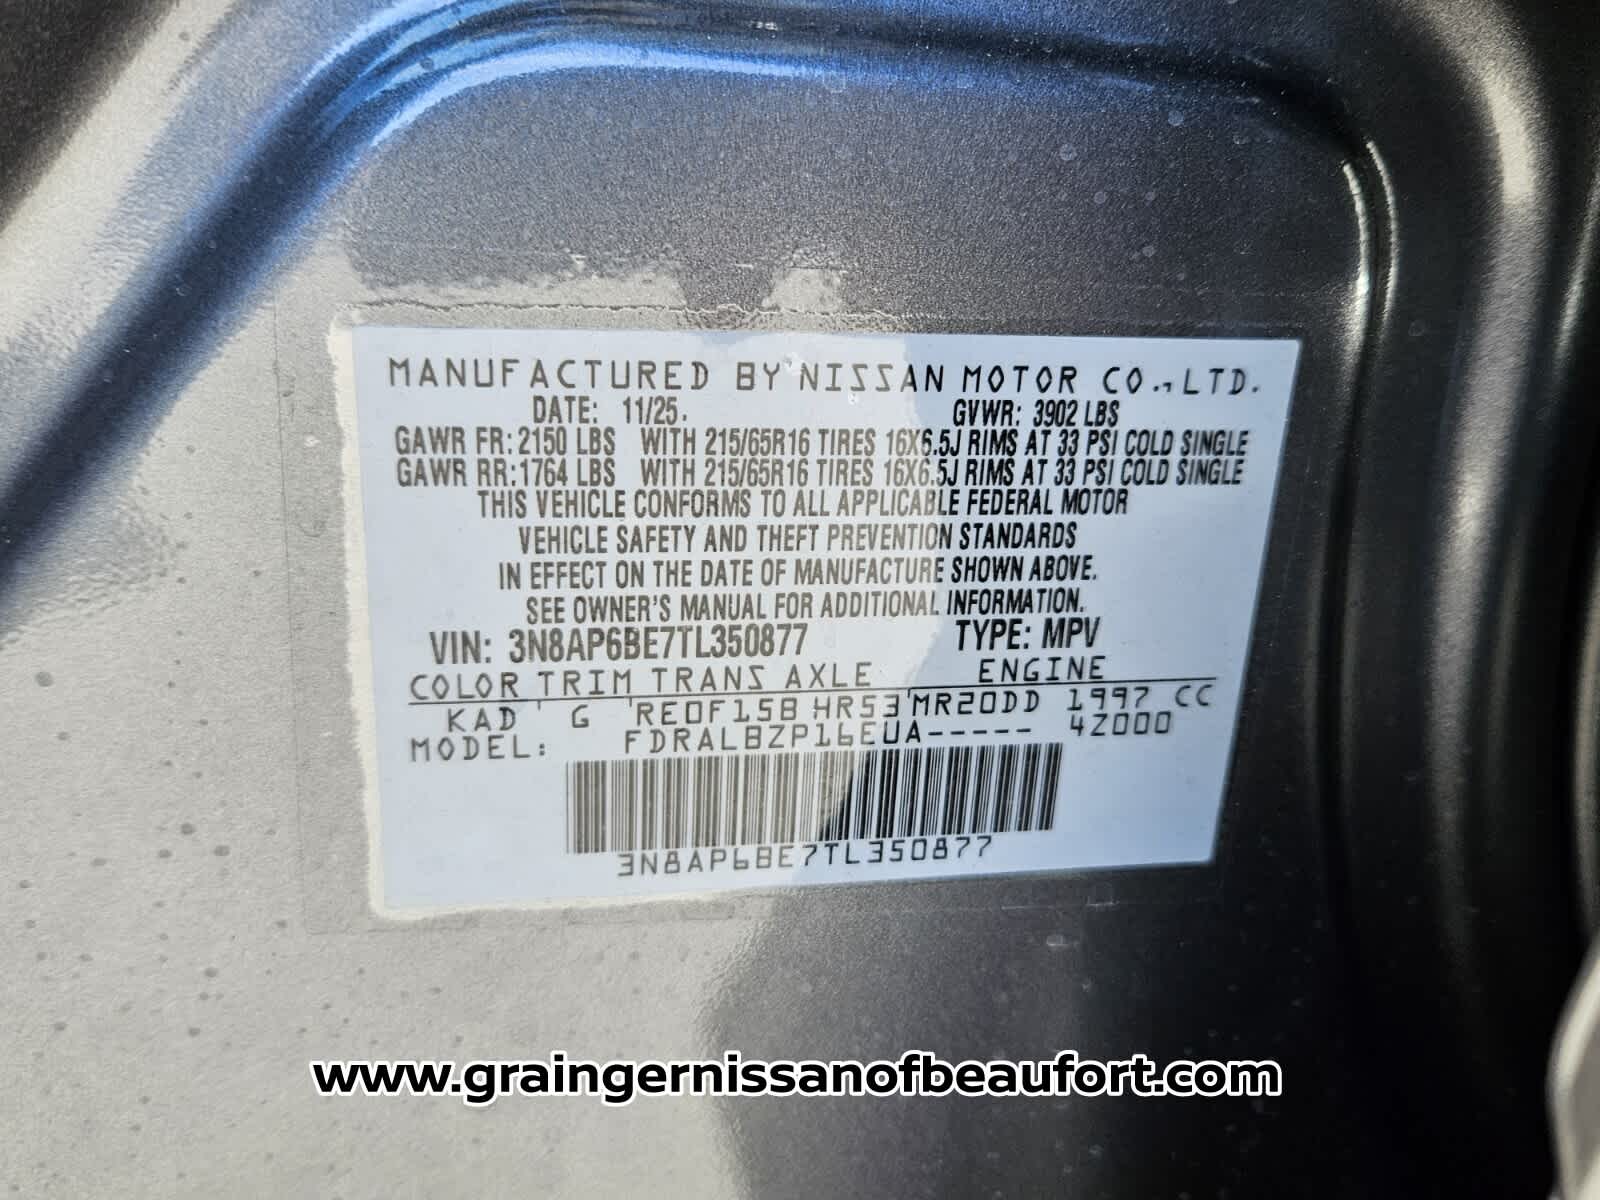 MANUFACTURED BY NISSAN MOTOR CO., LTD.
DATE: 11/25. GVWR: 3902 LBS
GAWR FR: 2150 LBS WITH 215/65R16 TIRES 16X6.5J RIMS AT 33 PSI COLD SINGLE
GAWR RR: 1764 LBS WITH 215/65R16 TIRES 16X6.5J RIMS AT 33 PSI COLD SINGLE
THIS VEHICLE CONFORMS TO ALL APPLICABLE FEDERAL MOTOR
VEHICLE SAFETY AND THEFT PREVENTION STANDARDS
IN EFFECT ON THE DATE OF MANUFACTURE SHOWN ABOVE.
SEE OWNER'S MANUAL FOR ADDITIONAL INFORMATION.
VIN: 3N8AP6BE7TL350877 TYPE: MPV
COLOR TRIM TRANS AXLE ENGINE
KAD ' G ' RE0F15B HR53 ' MR20DD 1997 CC
MODEL: FDRALBZP16EUA----- 42000
3N8AP6BE7TL350877
www.graingernissanofbeaufort.com